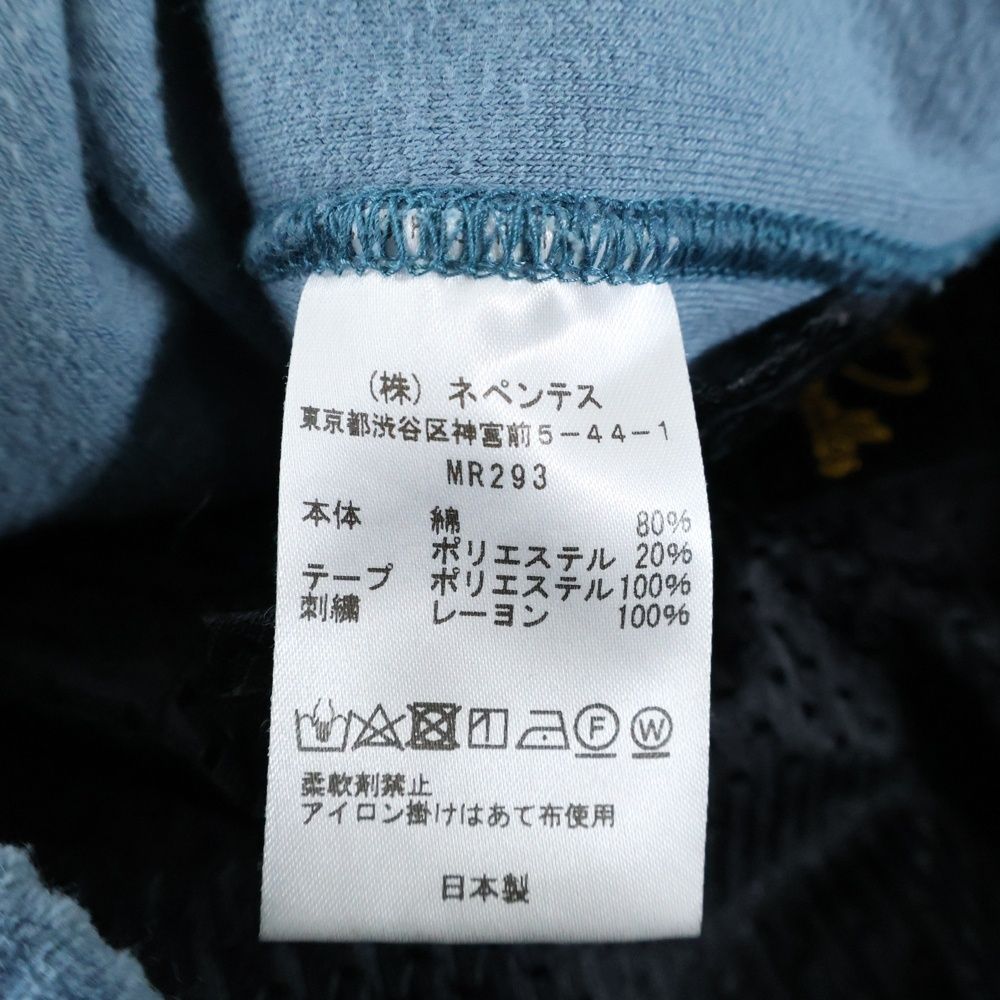 (株) ネペンテス
東京都渋谷区神宮前5-44-1
MR293
本体 綿 80%
ポリエステル 20%
テープ ポリエステル100%
刺繍 レーヨン 100%
F W
柔軟剤禁止
アイロン掛けはあて布使用
日本製